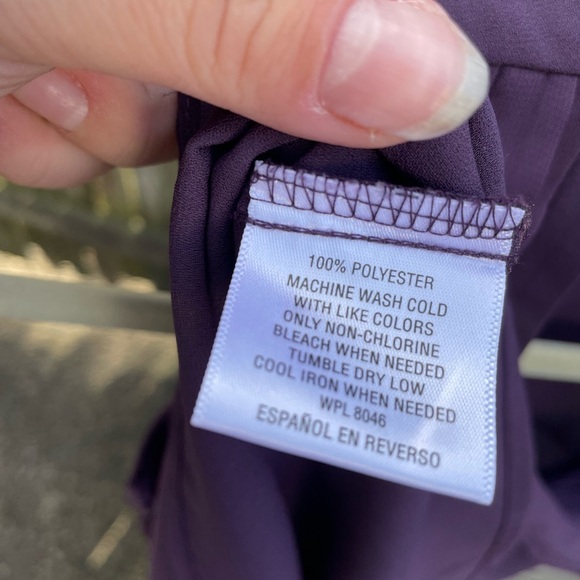 100% POLYESTER
MACHINE WASH COLD
WITH LIKE COLORS
ONLY NON-CHLORINE
BLEACH WHEN NEEDED
TUMBLE DRY LOW
COOL IRON WHEN NEEDED
WPL 8046
ESPAÑOL EN REVERSO